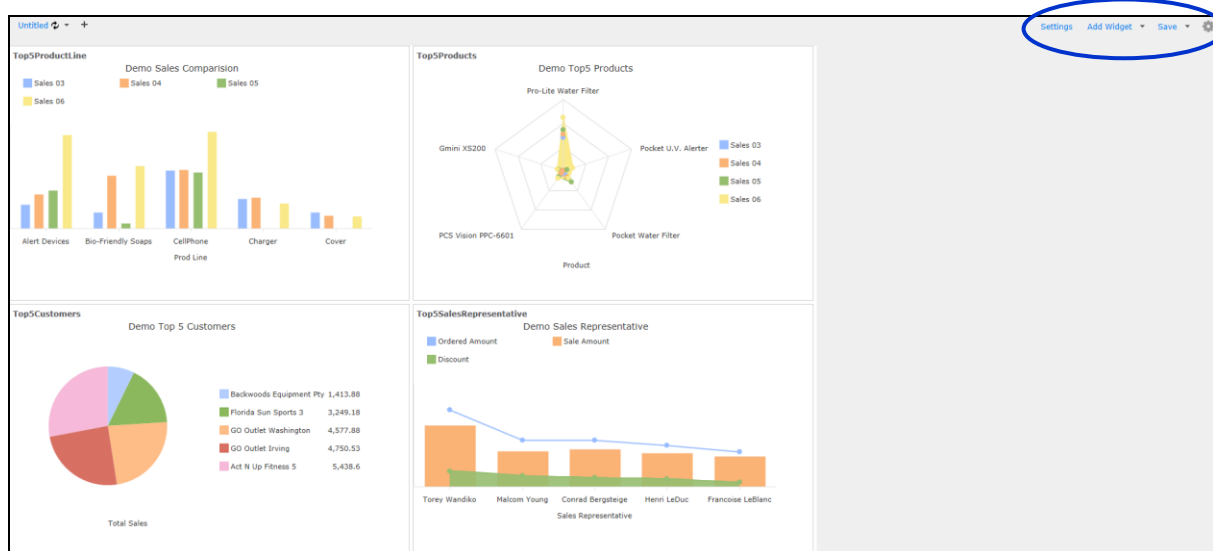 Untitled
Settings Add Widget Save
Top5ProductLine
Demo Sales Comparision
Sales 03 Sales 04 Sales 05
Sales 06
Alert Devices Bio-Friendly Soaps CellPhone Charger Cover
Prod Line
Top5Products
Demo Top5 Products
Pro-Lite Water Filter
Gmini XS200 Pocket U.V. Alerter
PCS Vision PPC-6601 Pocket Water Filter
Product
Sales 03
Sales 04
Sales 05
Sales 06
Top5Customers
Demo Top 5 Customers
Backwoods Equipment Pty 1,413.88
Florida Sun Sports 3 3,249.18
GO Outlet Washington 4,577.88
GO Outlet Irving 4,750.53
Act N Up Fitness 5 5,438.6
Total Sales
Top5SalesRepresentative
Demo Sales Representative
Ordered Amount Sale Amount
Discount
Torey Wandiko Malcom Young Conrad Bergsteige Henri LeDuc Francoise LeBlanc
Sales Representative